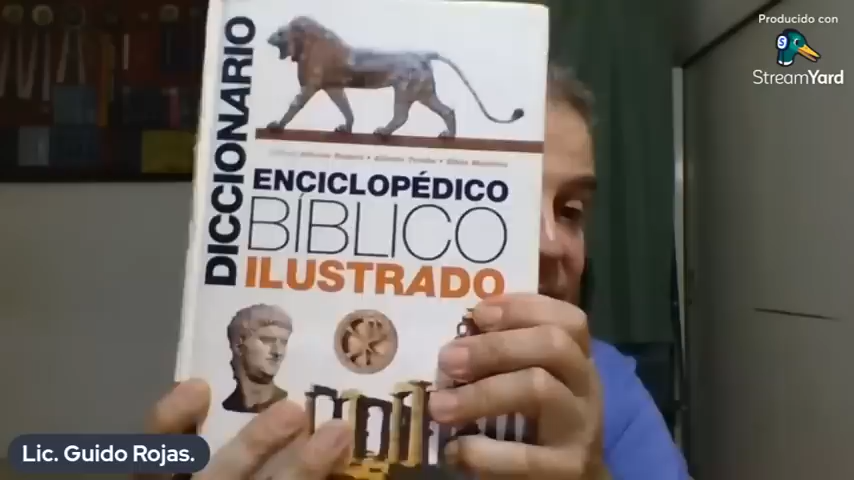 Producido con
StreamYard
DICCIONARIO
ENCICLOPÉDICO
BÍBLICO
ILUSTRADO
Lic. Guido Rojas.